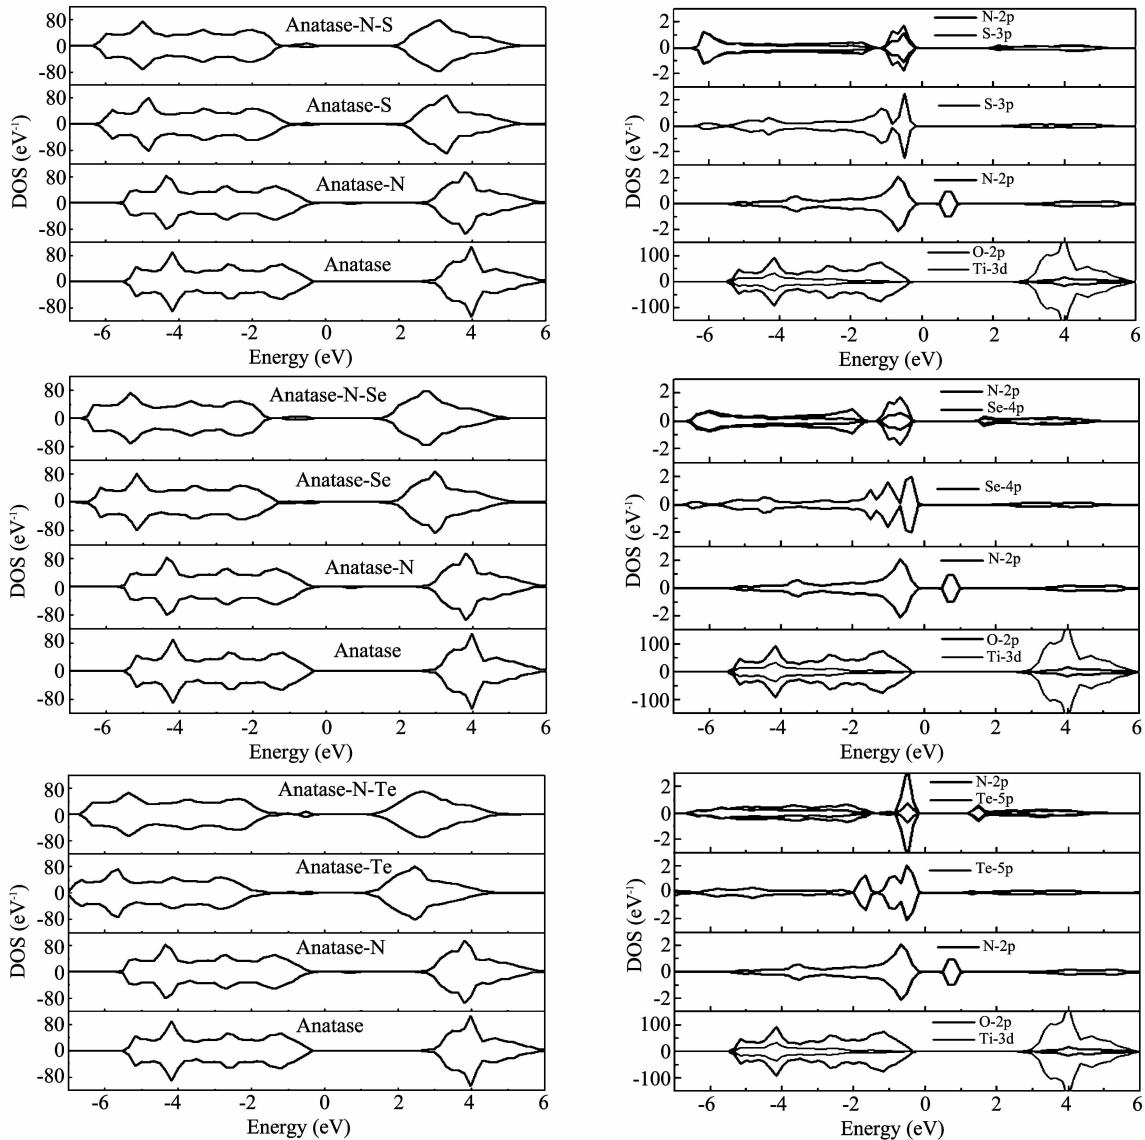 80
0
-80
Anatase-N-S
80
0
-80
Anatase-S
80
0
-80
Anatase-N
80
0
-80
Anatase
DOS (eV-1)
-6 -4 -2 0 2 4 6
Energy (eV)
2
0
-2
N-2p
S-3p
2
0
-2
S-3p
2
0
-2
N-2p
100
0
-100
O-2p
Ti-3d
DOS (eV-1)
-6 -4 -2 0 2 4 6
Energy (eV)
80
0
-80
Anatase-N-Se
80
0
-80
Anatase-Se
80
0
-80
Anatase-N
80
0
-80
Anatase
DOS (eV-1)
-6 -4 -2 0 2 4 6
Energy (eV)
2
0
-2
N-2p
Se-4p
2
0
-2
Se-4p
2
0
-2
N-2p
100
0
-100
O-2p
Ti-3d
DOS (eV-1)
-6 -4 -2 0 2 4 6
Energy (eV)
80
0
-80
Anatase-N-Te
80
0
-80
Anatase-Te
80
0
-80
Anatase-N
80
0
-80
Anatase
DOS (eV-1)
-6 -4 -2 0 2 4 6
Energy (eV)
2
0
-2
N-2p
Te-5p
2
0
-2
Te-5p
2
0
-2
N-2p
100
0
-100
O-2p
Ti-3d
DOS (eV-1)
-6 -4 -2 0 2 4 6
Energy (eV)